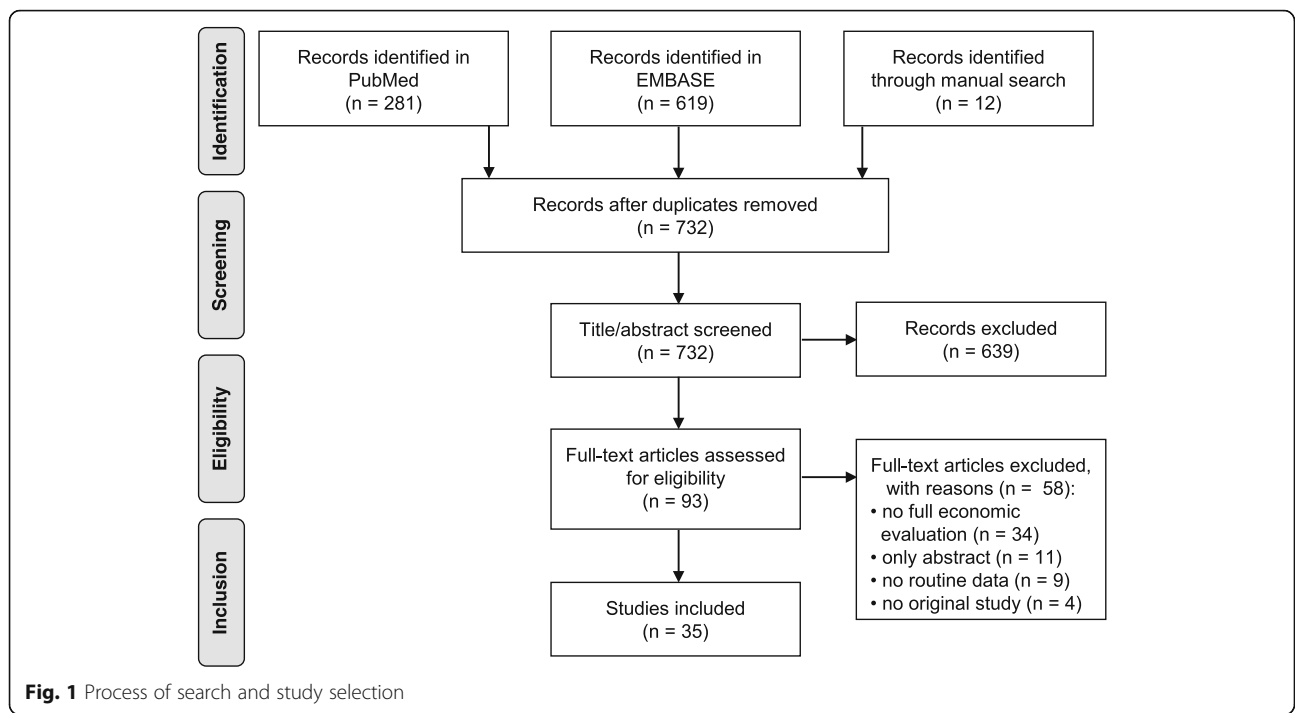 Identification
Records identified in
PubMed
(n = 281)
Records identified in
EMBASE
(n = 619)
Records identified
through manual search
(n = 12)
Screening
Records after duplicates removed
(n = 732)
Title/abstract screened
(n = 732)
Records excluded
(n = 639)
Eligibility
Full-text articles assessed
for eligibility
(n = 93)
Full-text articles excluded,
with reasons (n = 58):
• no full economic
evaluation (n = 34)
• only abstract (n = 11)
• no routine data (n = 9)
• no original study (n = 4)
Inclusion
Studies included
(n = 35)
Fig. 1 Process of search and study selection